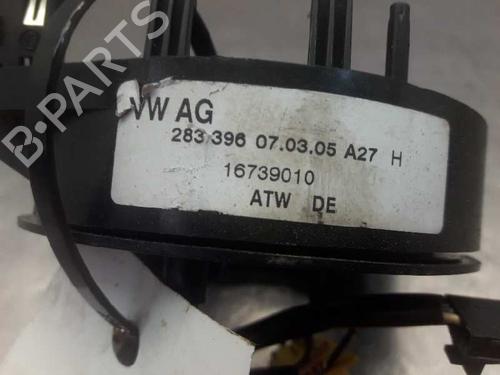 VW AG
283 396 07.03.05 A27 H
16739010
ATW DE
B-PARTS